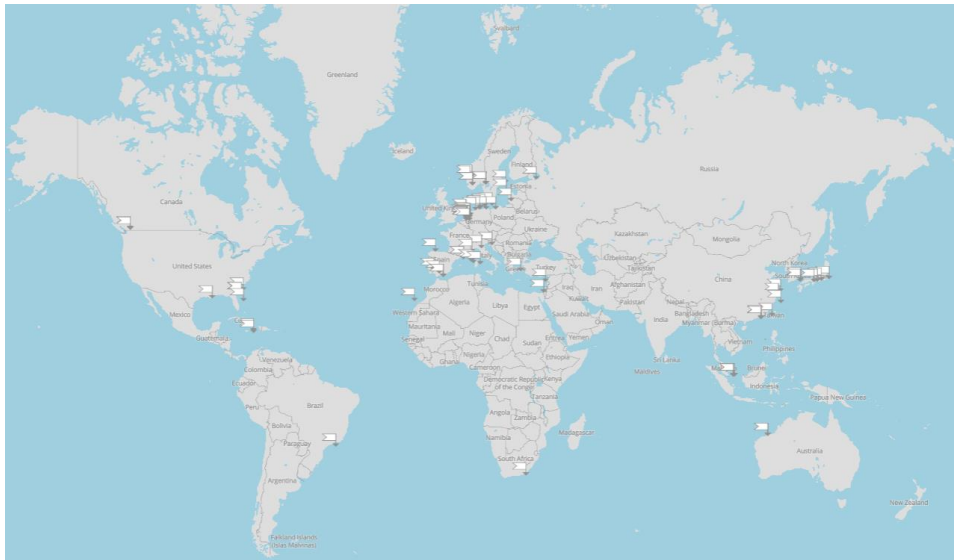 Svalbard
Greenland
Iceland
Sweden
Finland
Russia
Estonia
Canada
United Kingdom
Belarus
Poland
Germany
Ukraine
Kazakhstan
Mongolia
France
Romania
Bulgaria
United States
Spain
Italy
Turkey
Uzbekistan
Tajikistan
North Korea
China
Morocco
Tunisia
Iraq
Iran
Afghanistan
Algeria
Libya
Egypt
Kuwait
Pakistan
Nepal
Western Sahara
Saudi Arabia
Bangladesh
Mexico
Mauritania
Mali
Niger
Chad
Sudan
Eritrea
Yemen
Oman
India
Myanmar (Burma)
Guatemala
Senegal
Vietnam
Philippines
Nigeria
Ethiopia
Ghana
Cameroon
Venezuela
Colombia
Sri Lanka
Maldives
Brunei
Ecuador
Democratic Republic
of the Congo
Kenya
Indonesia
Tanzania
Papua New Guinea
Peru
Brazil
Angola
Zambia
Bolivia
Madagascar
Namibia
Paraguay
Australia
South Africa
Argentina
New Zealand
Falkland Islands
(Islas Malvinas)